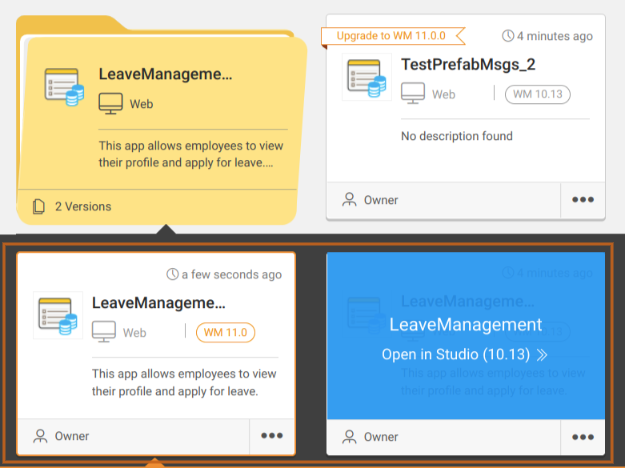 LeaveManageme...
Web
This app allows employees to view
their profile and apply for leave....
2 Versions
Upgrade to WM 11.0.0
4 minutes ago
TestPrefabMsgs_2
Web
WM 10.13
No description found
Owner
a few seconds ago
LeaveManageme...
Web
WM 11.0
This app allows employees to view
their profile and apply for leave.
Owner
4 minutes ago
LeaveManageme...
LeaveManagement
Open in Studio (10.13)
This app allows employees to view
their profile and apply for leave.
Owner